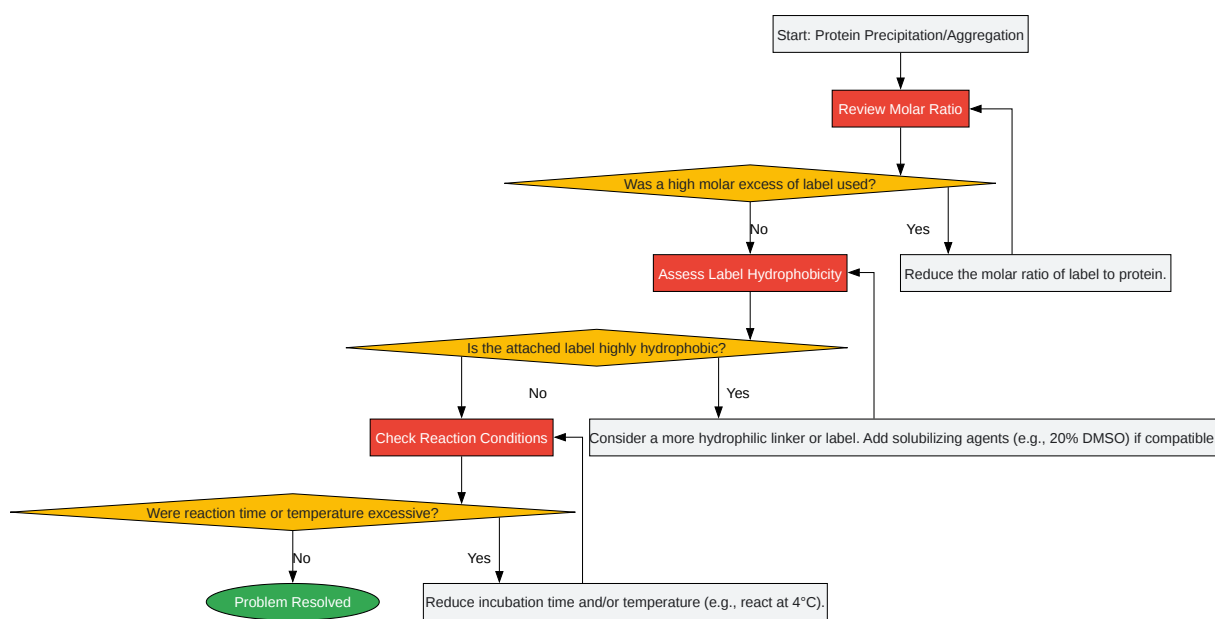 Start: Protein Precipitation/Aggregation
Review Molar Ratio
Was a high molar excess of label used?
No
Yes
Assess Label Hydrophobicity
Reduce the molar ratio of label to protein.
Is the attached label highly hydrophobic?
No
Yes
Check Reaction Conditions
Consider a more hydrophilic linker or label. Add solubilizing agents (e.g., 20% DMSO) if compatible
Were reaction time or temperature excessive?
No
Yes
Problem Resolved
Reduce incubation time and/or temperature (e.g., react at 4°C).